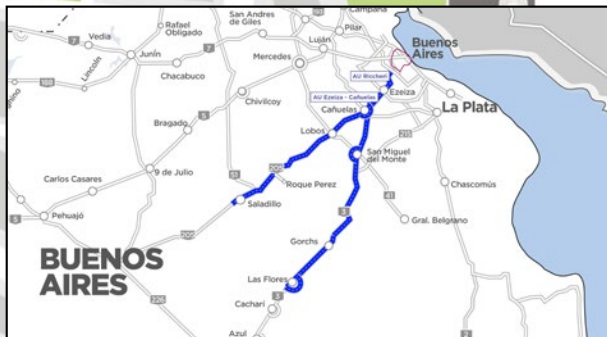 Campana
Rafael
Obligado
San Andres
de Giles
Pilar
Vedia
7
Junín
7
Luján
Buenos
Aires
Mercedes
AU Riccheri
188
Lincoln
Chacabuco
Ezeiza
AU Ezeiza - Cañuelas
Chivilcoy
5
Cañuelas
La Plata
Bragado
Lobos
215
San Miguel
del Monte
9 de Julio
205
51
Roque Perez
Carlos Casares
41
Chascomús
Saladillo
5
Pehuajó
3
Gral. Belgrano
205
BUENOS
AIRES
Gorchs
Las Flores
226
3
Cacharí
Azul
2